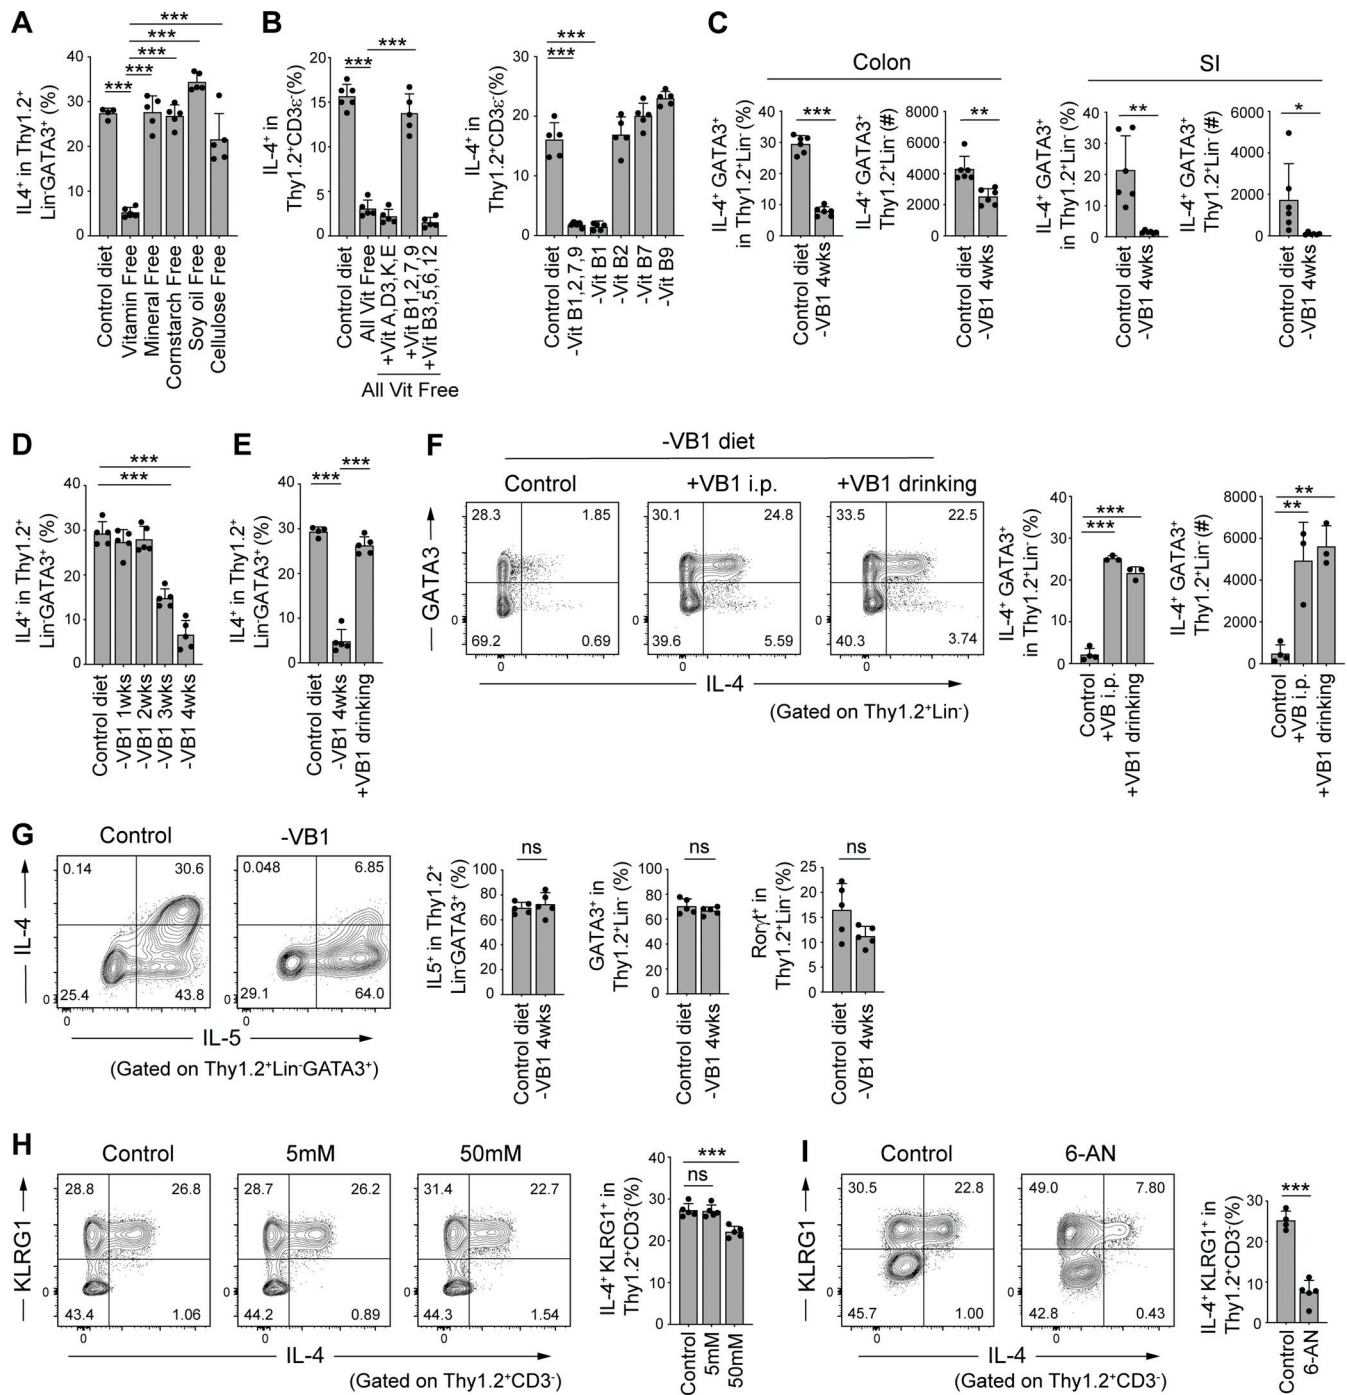 A
IL4⁺ in Thy1.2⁺
Lin⁻GATA3⁺ (%)
40
30
20
10
0
***
***
***
***
***
Control diet
Vitamin Free
Mineral Free
Cornstarch Free
Soy oil Free
Cellulose Free
B
IL-4⁺ in
Thy1.2⁺CD3ε⁻(%)
20
15
10
5
0
***
***
Control diet
All Vit Free
+Vit A,D3,K,E
+Vit B1,2,7,9
+Vit B3,5,6,12
All Vit Free
IL-4⁺ in
Thy1.2⁺CD3ε⁻(%)
30
20
10
0
***
***
Control diet
-Vit B1,2,7,9
-Vit B1
-Vit B2
-Vit B7
-Vit B9
C
Colon
IL-4⁺ GATA3⁺
in Thy1.2⁺Lin⁻(%)
40
30
20
10
0
***
Control diet
-VB1 4wks
IL-4⁺ GATA3⁺
Thy1.2⁺Lin⁻(#)
8000
6000
4000
2000
0
**
Control diet
-VB1 4wks
SI
IL-4⁺ GATA3⁺
in Thy1.2⁺Lin⁻(%)
40
30
20
10
0
**
Control diet
-VB1 4wks
IL-4⁺ GATA3⁺
Thy1.2⁺Lin⁻(#)
6000
4000
2000
0
*
Control diet
-VB1 4wks
D
IL4⁺ in Thy1.2⁺
Lin⁻GATA3⁺ (%)
40
30
20
10
0
***
***
Control diet
-VB1 1wks
-VB1 2wks
-VB1 3wks
-VB1 4wks
E
IL4⁺ in Thy1.2⁺
Lin⁻GATA3⁺ (%)
40
30
20
10
0
***
***
Control diet
-VB1 4wks
+VB1 drinking
F
-VB1 diet
Control
+VB1 i.p.
+VB1 drinking
GATA3
28.3 1.85
69.2 0.69
0
0
30.1 24.8
39.6 5.59
0
0
33.5 22.5
40.3 3.74
0
0
IL-4
(Gated on Thy1.2⁺Lin⁻)
IL-4⁺ GATA3⁺
in Thy1.2⁺Lin⁻(%)
40
30
20
10
0
***
***
Control
+VB i.p.
+VB1 drinking
IL-4⁺ GATA3⁺
Thy1.2⁺Lin⁻(#)
8000
6000
4000
2000
0
**
**
Control
+VB i.p.
+VB1 drinking
G
Control
-VB1
IL-4
0.14 30.6
25.4 43.8
0
0
0.048 6.85
29.1 64.0
0
0
IL-5
(Gated on Thy1.2⁺Lin⁻GATA3⁺)
IL5⁺ in Thy1.2⁺
Lin⁻GATA3⁺ (%)
100
80
60
40
20
0
ns
Control diet
-VB1 4wks
GATA3⁺ in
Thy1.2⁺Lin⁻ (%)
100
80
60
40
20
0
ns
Control diet
-VB1 4wks
Rorγt⁺ in
Thy1.2⁺Lin⁻ (%)
25
20
15
10
5
0
ns
Control diet
-VB1 4wks
H
Control
5mM
50mM
KLRG1
28.8 26.8
43.4 1.06
0
0
28.7 26.2
44.2 0.89
0
0
31.4 22.7
44.3 1.54
0
0
IL-4
(Gated on Thy1.2⁺CD3⁻)
IL-4⁺ KLRG1⁺ in
Thy1.2⁺CD3⁻(%)
40
30
20
10
0
***
ns
Control
5mM
50mM
I
Control
6-AN
KLRG1
30.5 22.8
45.7 1.00
0
0
49.0 7.80
42.8 0.43
0
0
IL-4
(Gated on Thy1.2⁺CD3⁻)
IL-4⁺ KLRG1⁺ in
Thy1.2⁺CD3⁻(%)
30
20
10
0
***
Control
6-AN